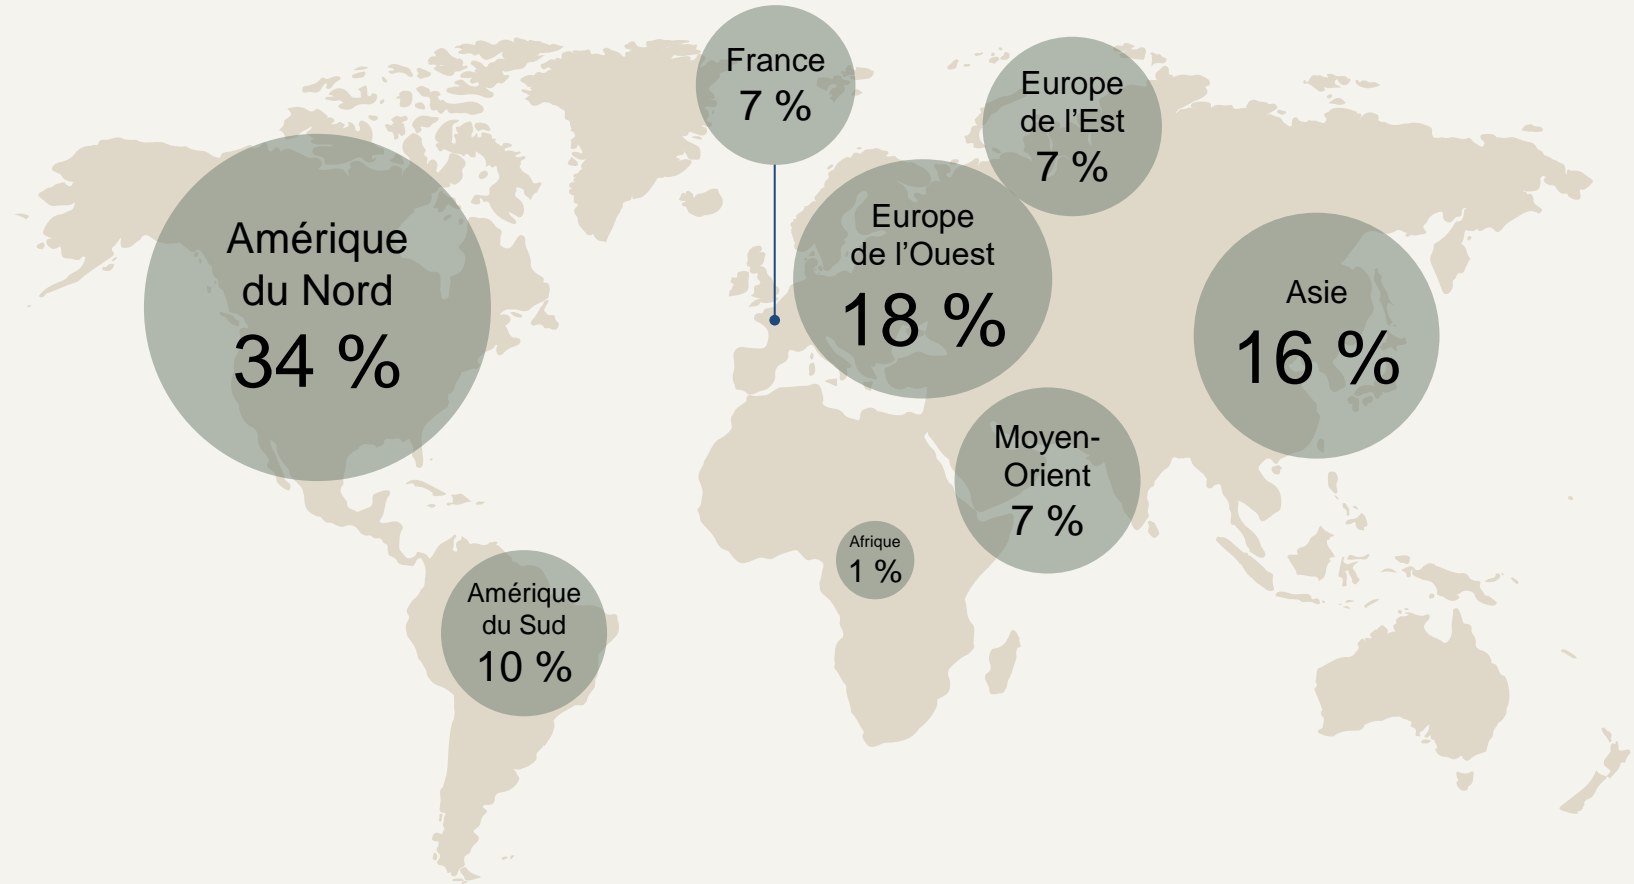 France
7 %
Europe
de l’Est
7 %
Amérique
du Nord
34 %
Europe
de l’Ouest
18 %
Asie
16 %
Moyen-
Orient
7 %
Afrique
1 %
Amérique
du Sud
10 %